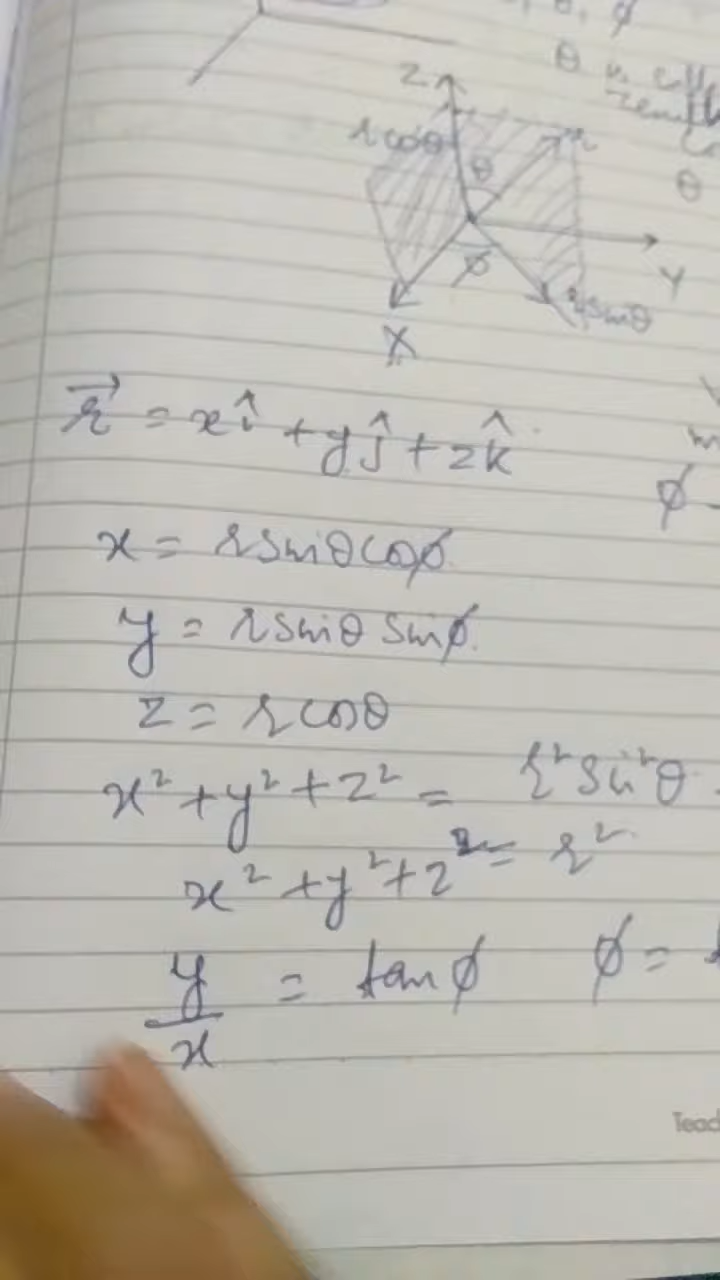 θ, φ
θ is
Z
r cosθ
θ
r
θ
φ
Y
r sinθ
X
r⃗ = xî + yĵ + zk̂
φ
x = r sinθ cosφ
y = r sinθ sinφ
z = r cosθ
x² + y² + z² = r² sin²θ
x² + y² + z² = r²
y/x = tanφ φ =